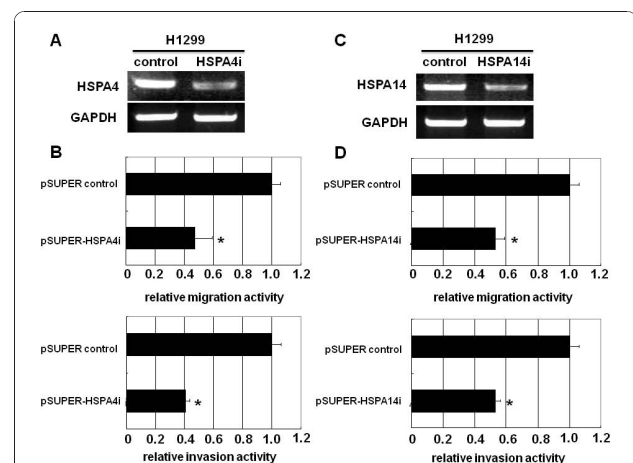 A
H1299
control HSPA4i
HSPA4
GAPDH
B
pSUPER control
pSUPER-HSPA4i
*
0 0.2 0.4 0.6 0.8 1.0 1.2
relative migration activity
pSUPER control
pSUPER-HSPA4i
*
0 0.2 0.4 0.6 0.8 1.0 1.2
relative invasion activity
C
H1299
control HSPA14i
HSPA14
GAPDH
D
pSUPER control
pSUPER-HSPA14i
*
0 0.2 0.4 0.6 0.8 1.0 1.2
relative migration activity
pSUPER control
pSUPER-HSPA14i
*
0 0.2 0.4 0.6 0.8 1.0 1.2
relative invasion activity